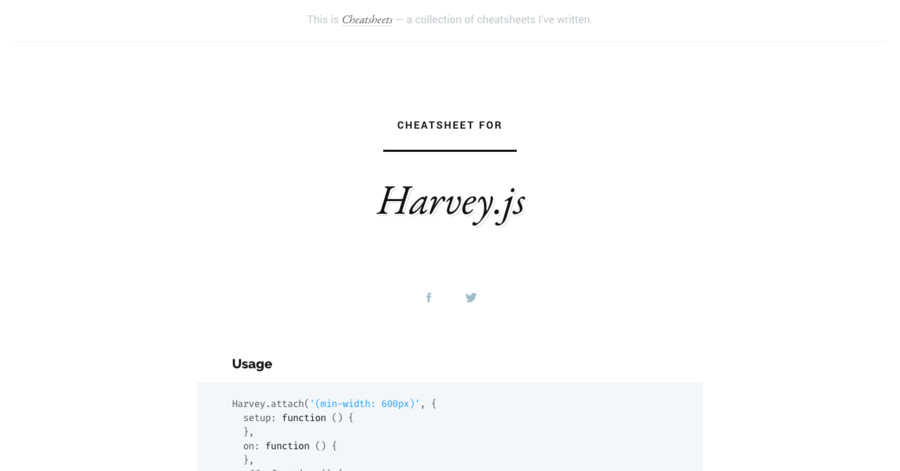 This is Cheatsheets — a collection of cheatsheets I've written.
CHEATSHEET FOR
Harvey.js
Usage
Harvey.attach('(min-width: 600px)', {
  setup: function () {
  },
  on: function () {
  },